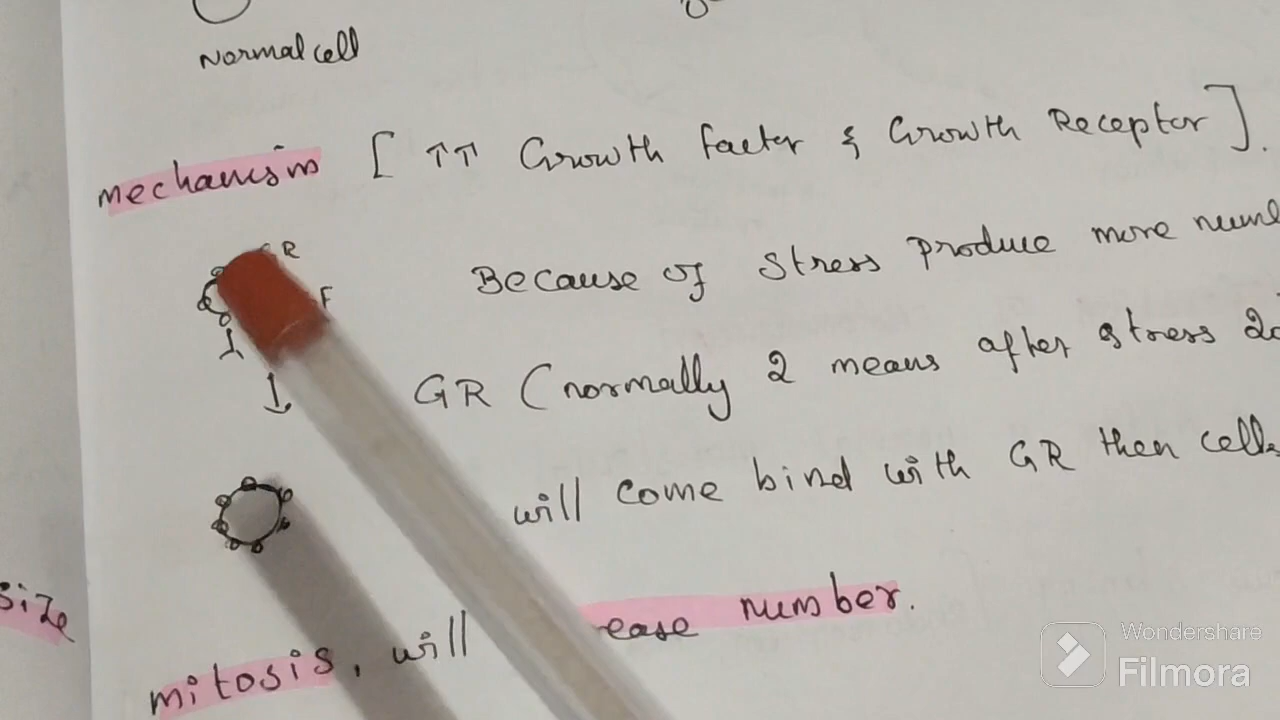 Normal cell
mechanism [ ↑↑ Growth factor & Growth Receptor ].
R
Because of stress produce more
F
GR (normally 2 means after stress
will come bind with GR then cells
size
number.
mitosis, will
Wondershare
Filmora